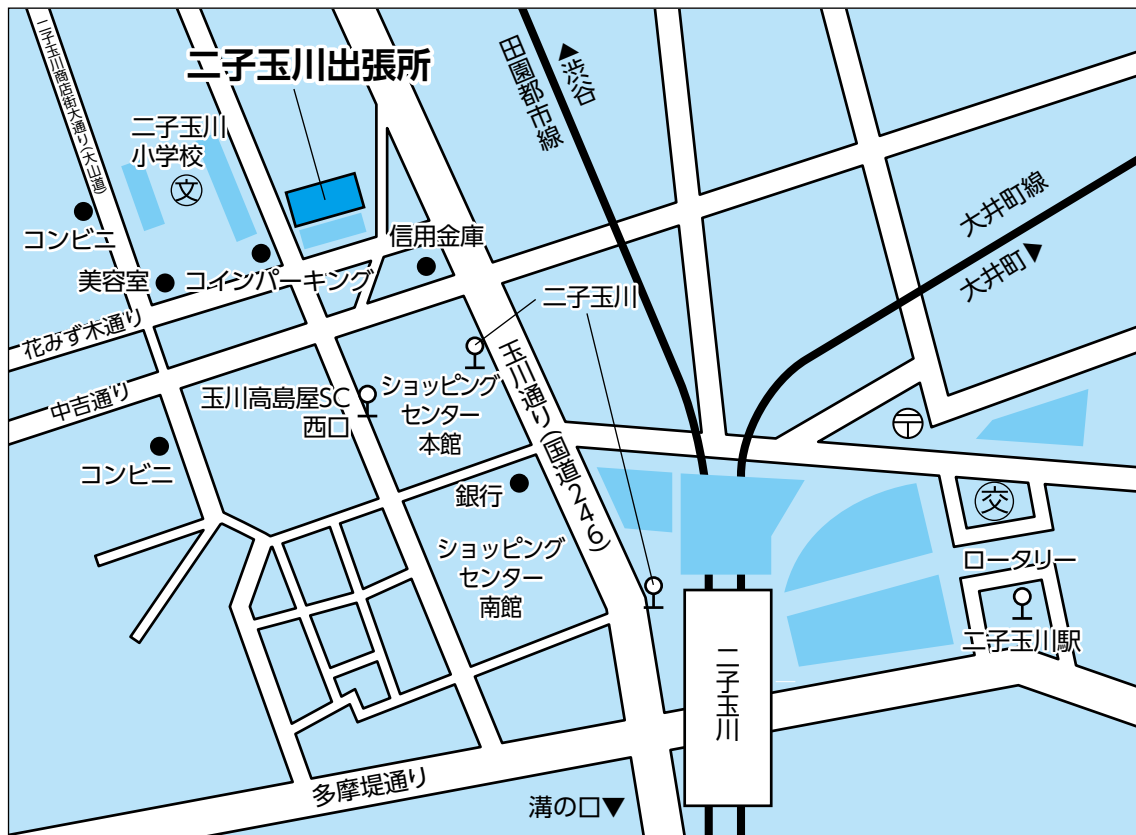 二子玉川商店街大通り(大山道)
二子玉川出張所
田園都市線
▲渋谷
二子玉川
小学校
文
大井町線
大井町▲
コンビニ
信用金庫
美容室
コインパーキング
二子玉川
花みず木通り
中吉通り
玉川高島屋SC
西口
ショッピング
センター
本館
玉川通り(国道246)
〒
コンビニ
銀行
交
ショッピング
センター
南館
ロータリー
二子玉川駅
二子玉川
多摩堤通り
溝の口▼